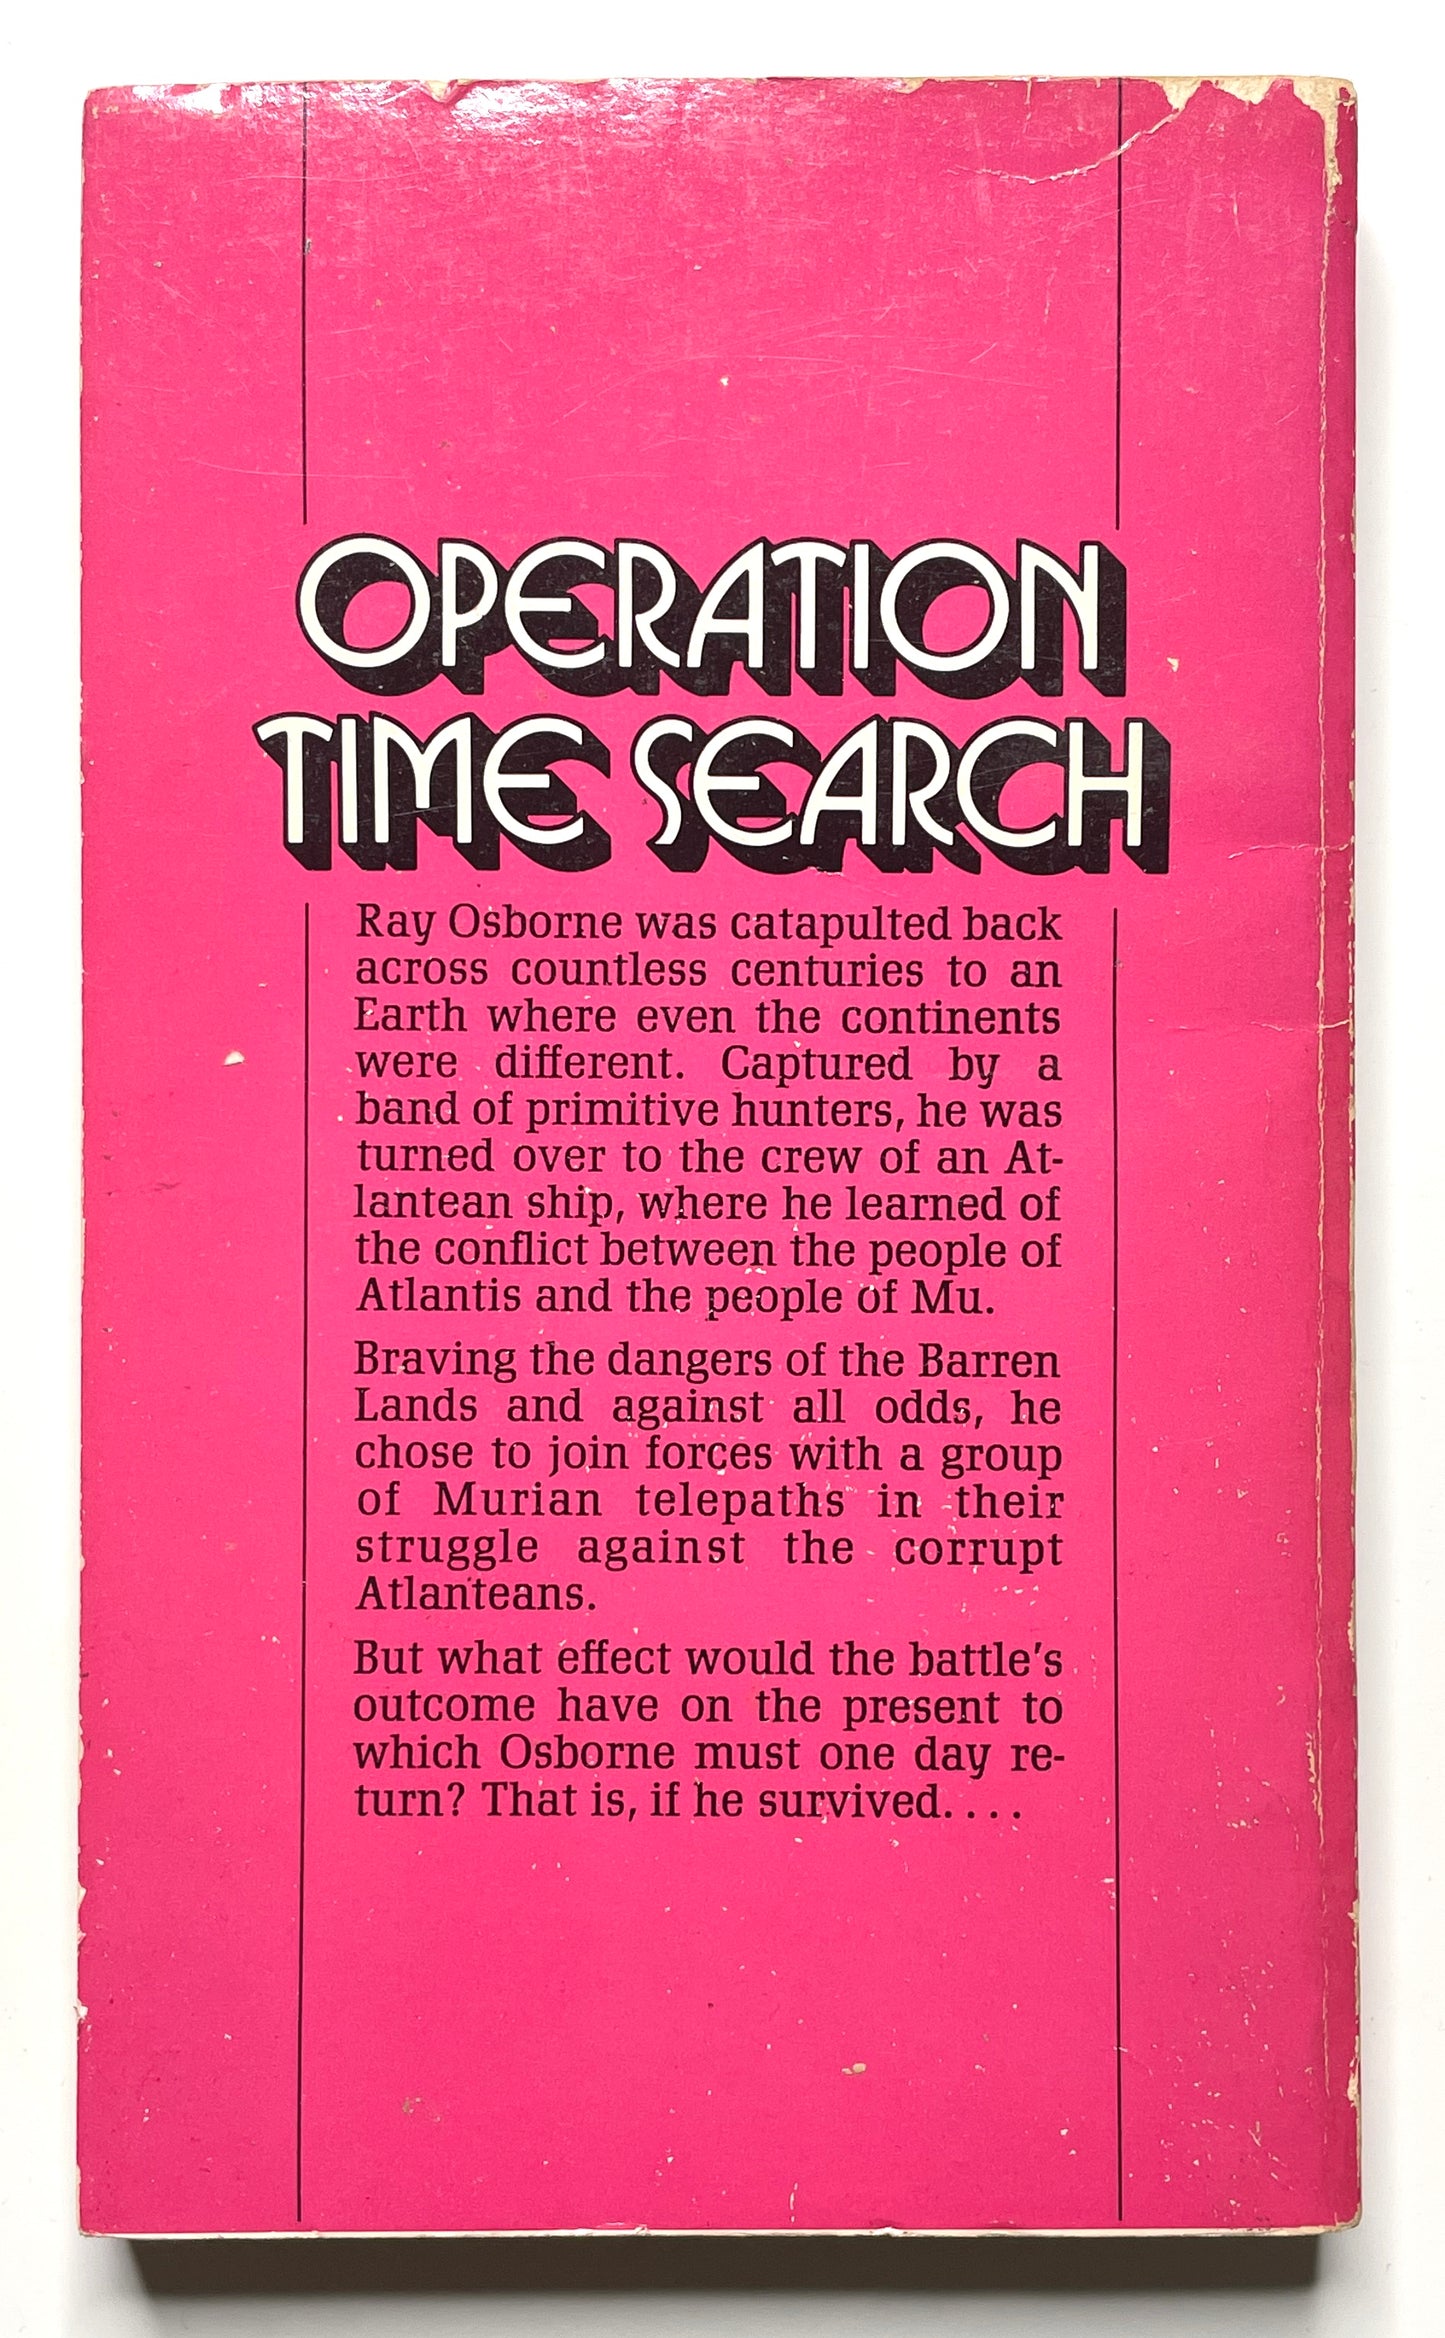 OPERATION
TIME SEARCH
Ray Osborne was catapulted back
across countless centuries to an
Earth where even the continents
were different. Captured by a
band of primitive hunters, he was
turned over to the crew of an At-
lantean ship, where he learned of
the conflict between the people of
Atlantis and the people of Mu.
Braving the dangers of the Barren
Lands and against all odds, he
chose to join forces with a group
of Murian telepaths in their
struggle against the corrupt
Atlanteans.
But what effect would the battle's
outcome have on the present to
which Osborne must one day re-
turn? That is, if he survived. . . .